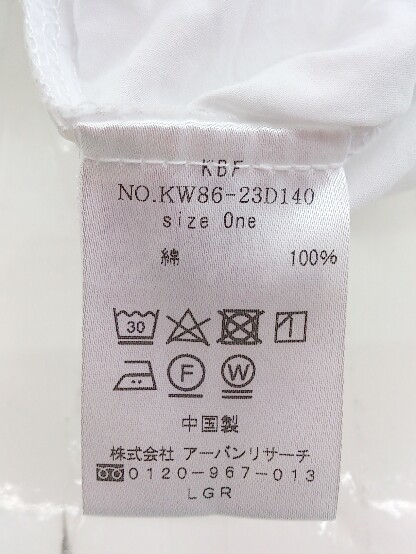 KBF
NO.KW86-23D140
size One
綿 100%
30
F W
中国製
株式会社 アーバンリサーチ
0120-967-013
LGR